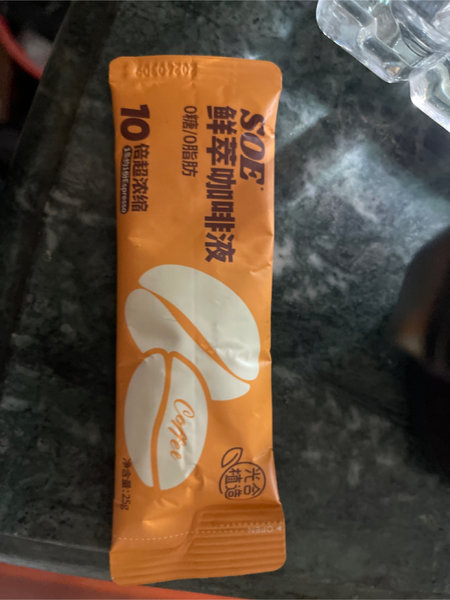 SOE
鲜萃咖啡液
0糖/0脂肪
10倍超浓缩
Coffee
光合
植造
净含量:25g
OPEN